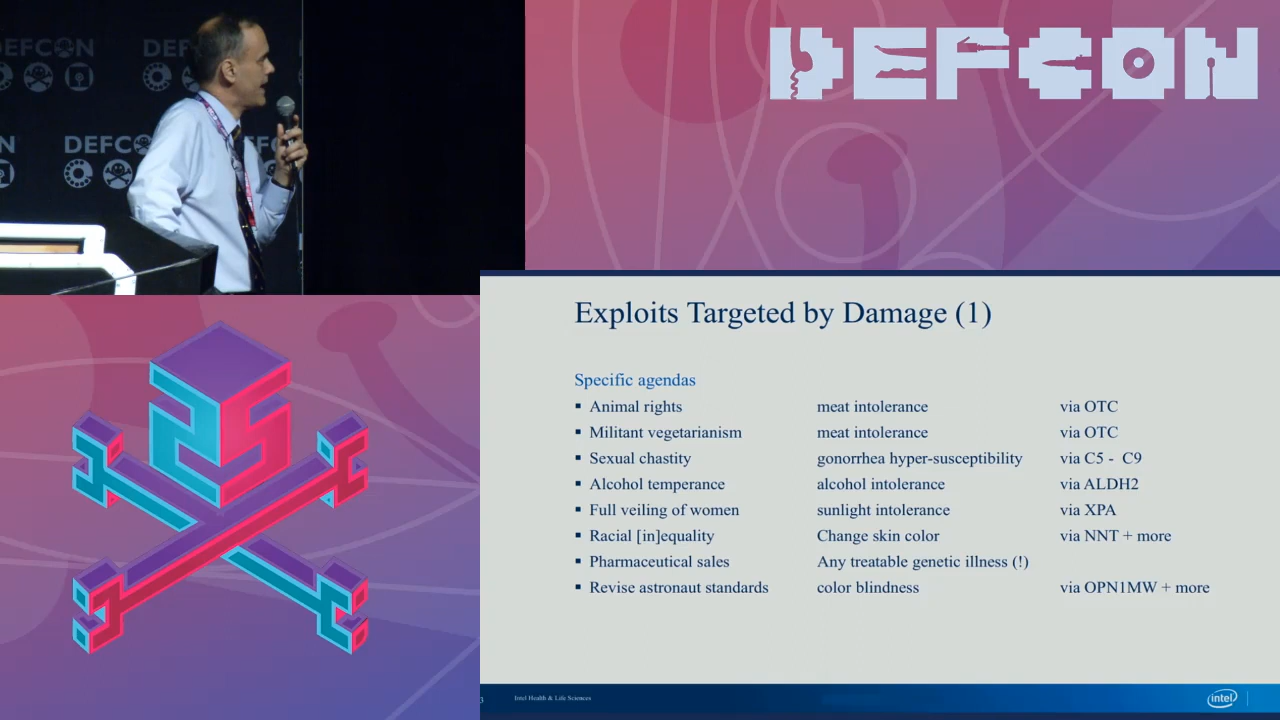 DEFCON
DEFCON
DEFCON
Exploits Targeted by Damage (1)
Specific agendas
▪ Animal rights meat intolerance via OTC
▪ Militant vegetarianism meat intolerance via OTC
▪ Sexual chastity gonorrhea hyper-susceptibility via C5 - C9
▪ Alcohol temperance alcohol intolerance via ALDH2
▪ Full veiling of women sunlight intolerance via XPA
▪ Racial [in]equality Change skin color via NNT + more
▪ Pharmaceutical sales Any treatable genetic illness (!)
▪ Revise astronaut standards color blindness via OPN1MW + more
3 Intel Health & Life Sciences
intel